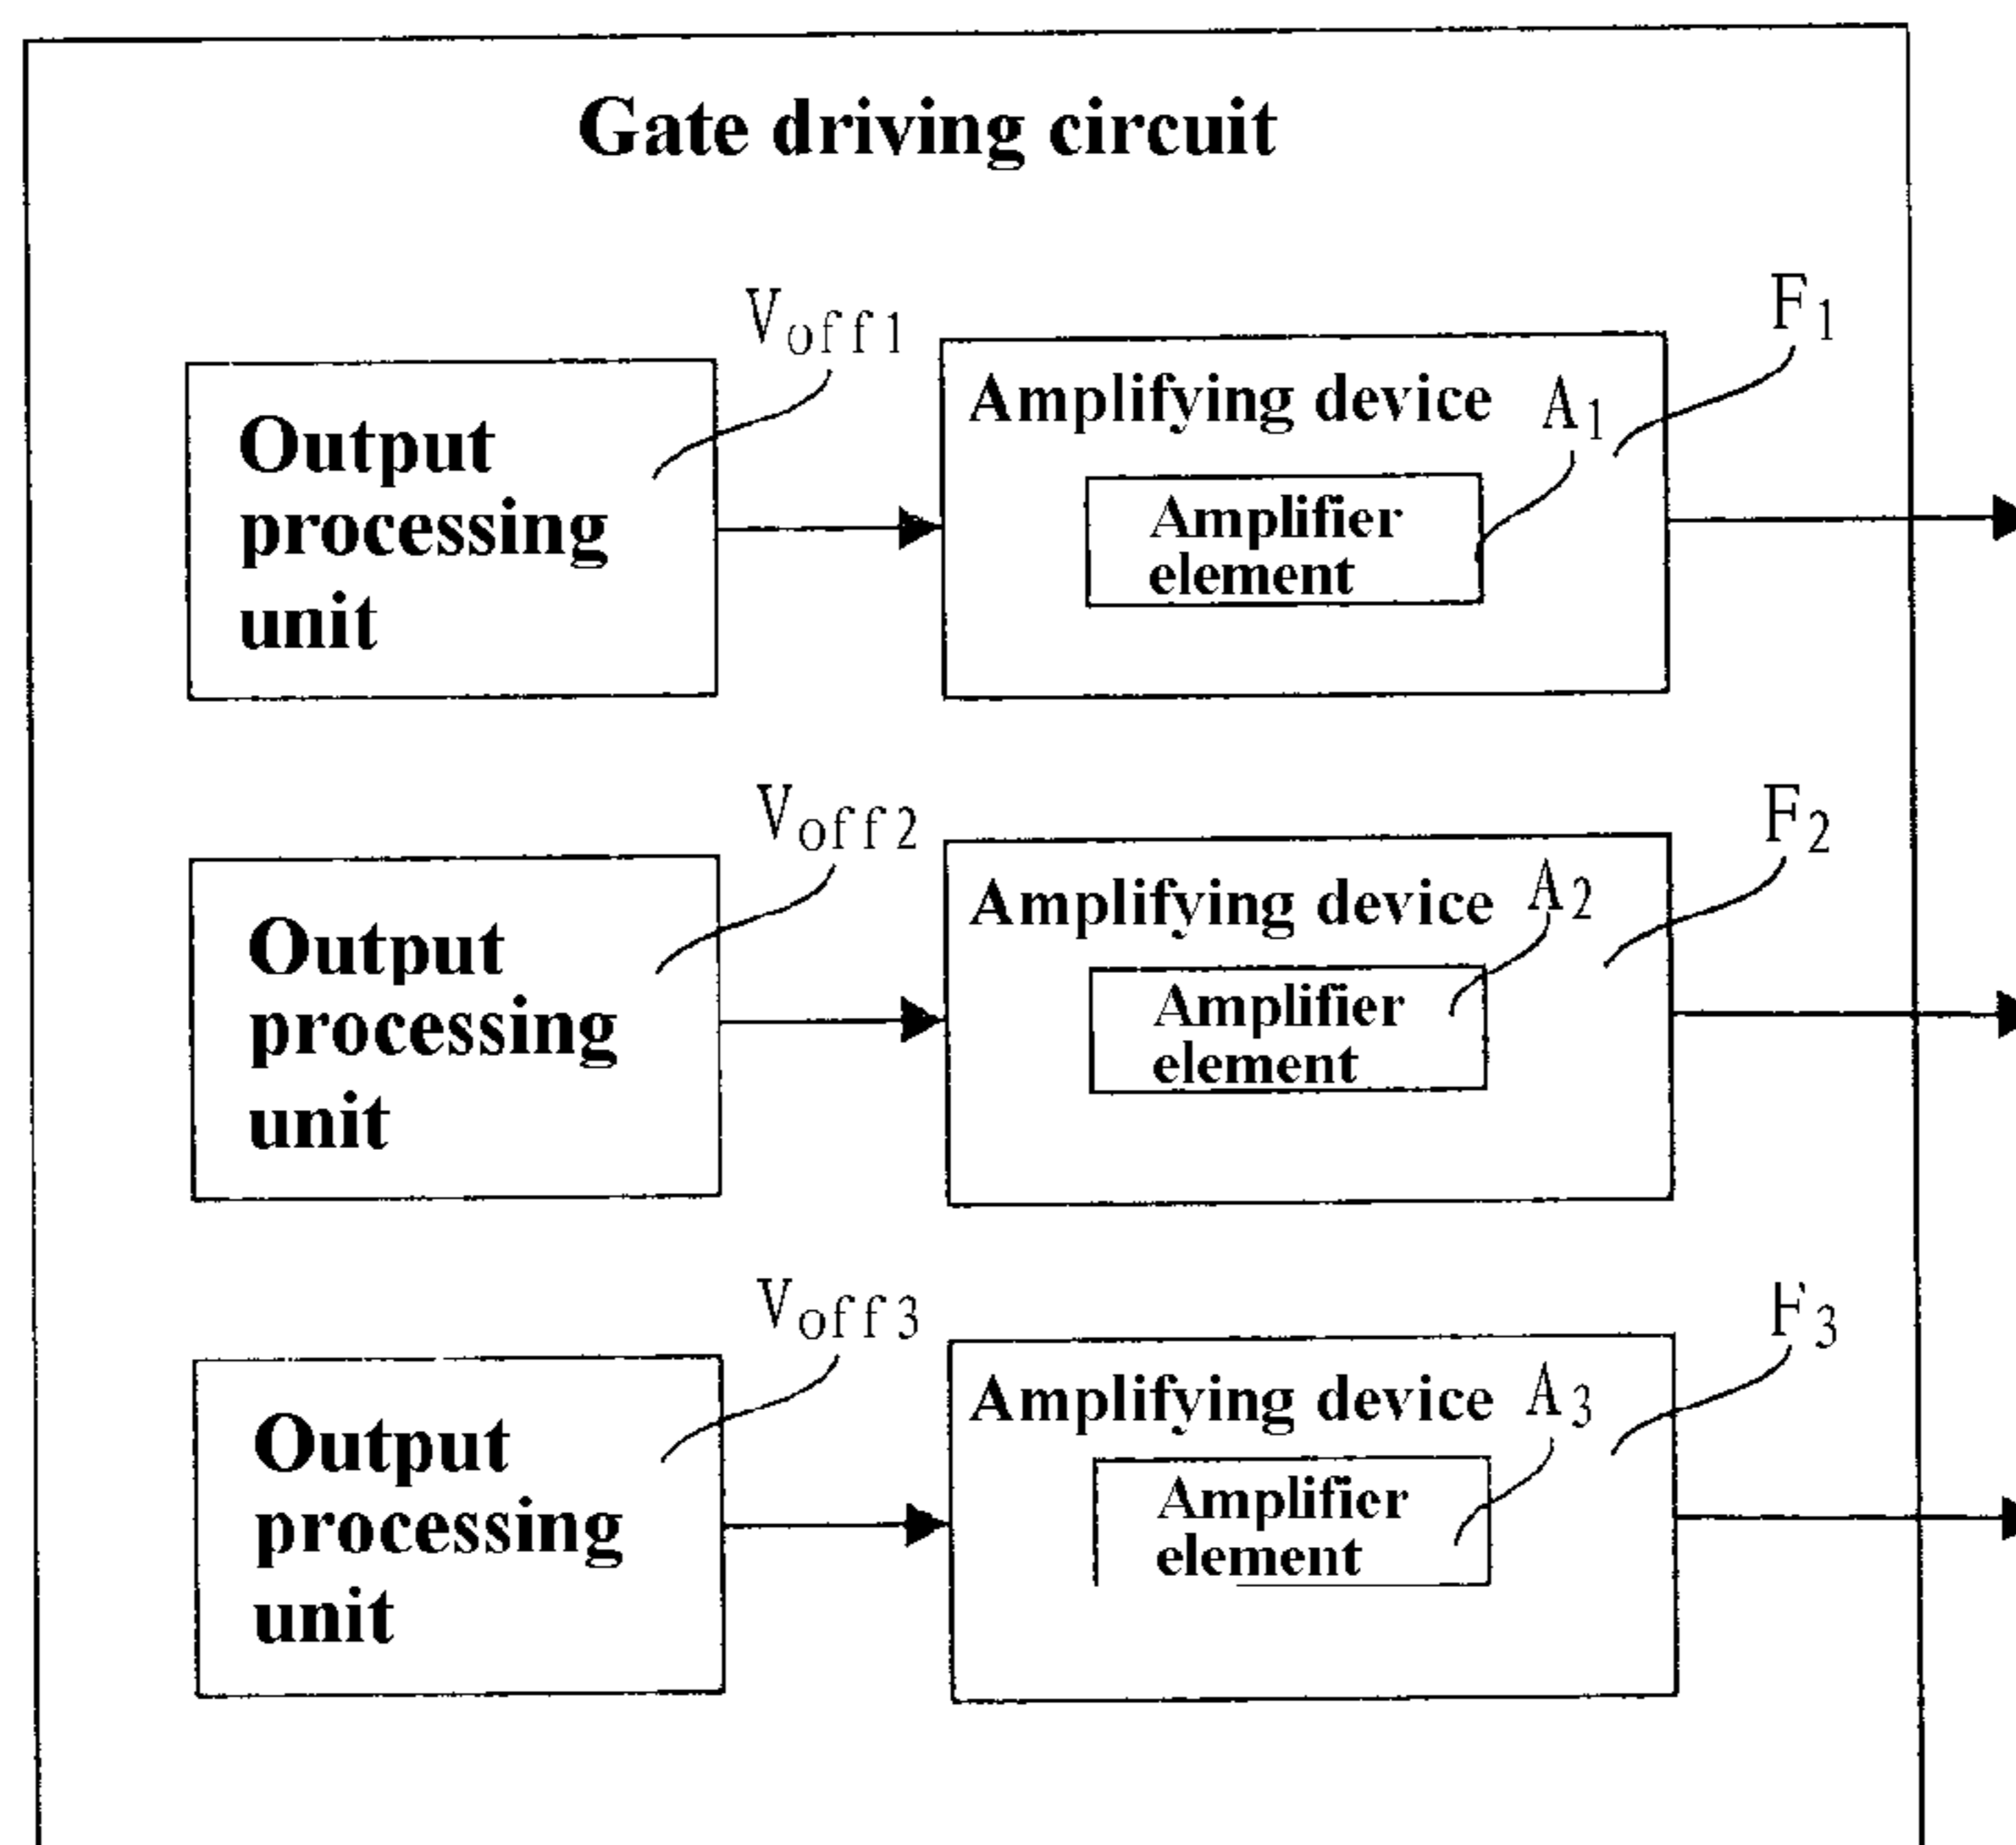 Gate driving circuit
Voff1
F1
Output
processing
unit
Amplifying device
A1
Amplifier
element
Voff2
F2
Output
processing
unit
Amplifying device
A2
Amplifier
element
Voff3
F3
Output
processing
unit
Amplifying device
A3
Amplifier
element